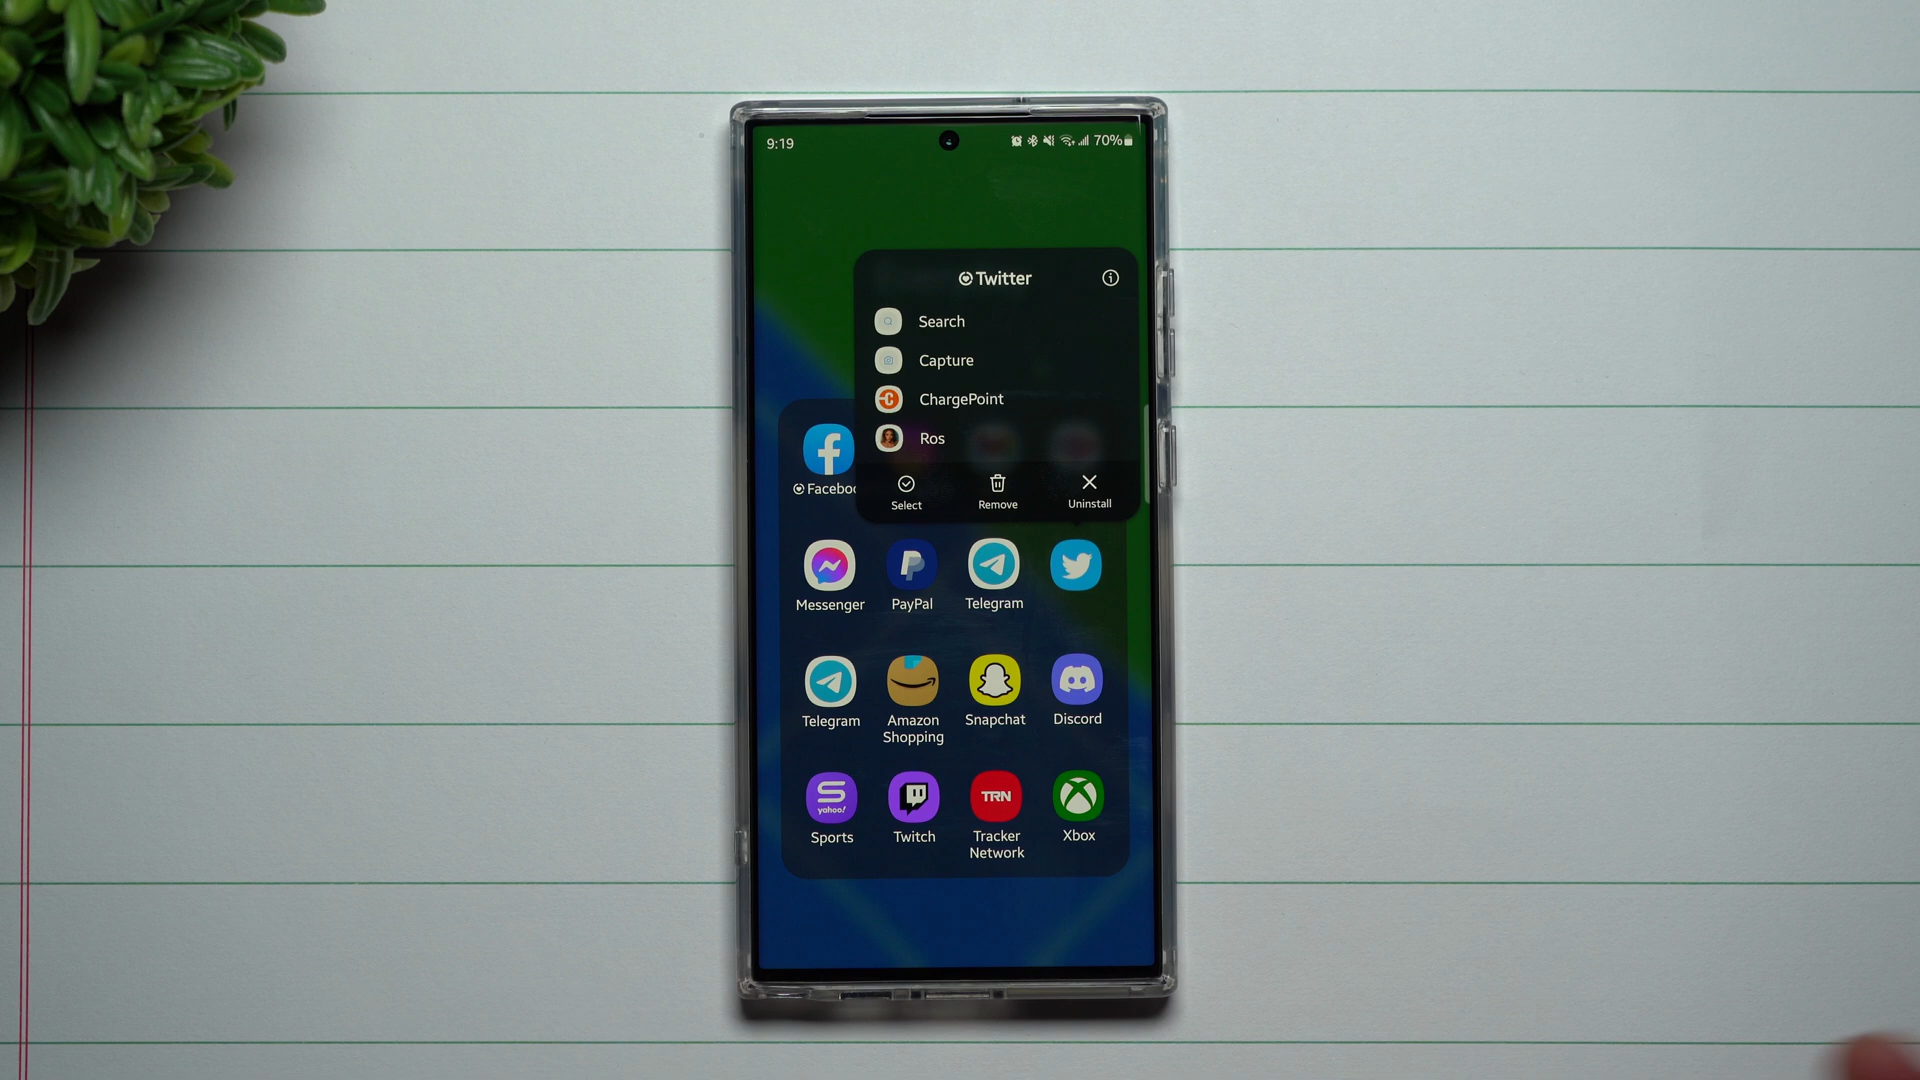 9:19
70%
Twitter
Search
Capture
ChargePoint
Ros
Select Remove Uninstall
Faceboo
Messenger PayPal Telegram
Telegram Amazon Shopping Snapchat Discord
yahoo! TRN
Sports Twitch Tracker Network Xbox